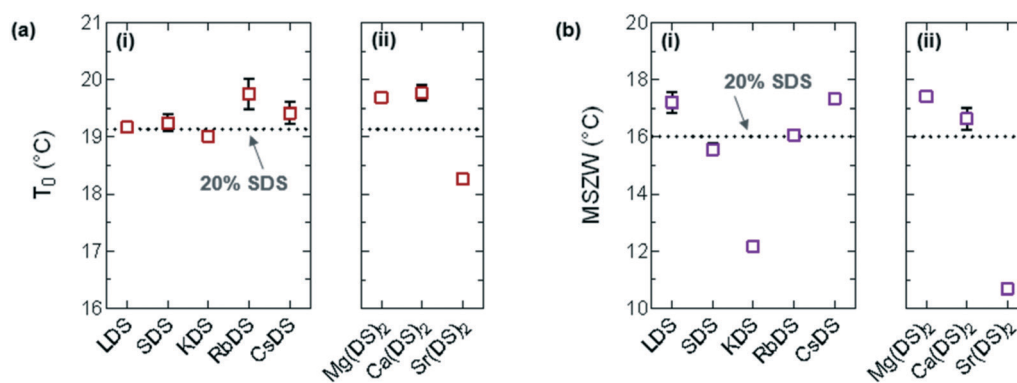 (a)
T₀ (°C)
21
20
19
18
17
16
(i)
20% SDS
LDS
SDS
KDS
RbDS
CsDS
(ii)
Mg(DS)₂
Ca(DS)₂
Sr(DS)₂
(b)
MSZW (°C)
20
18
16
14
12
10
(i)
20% SDS
LDS
SDS
KDS
RbDS
CsDS
(ii)
Mg(DS)₂
Ca(DS)₂
Sr(DS)₂